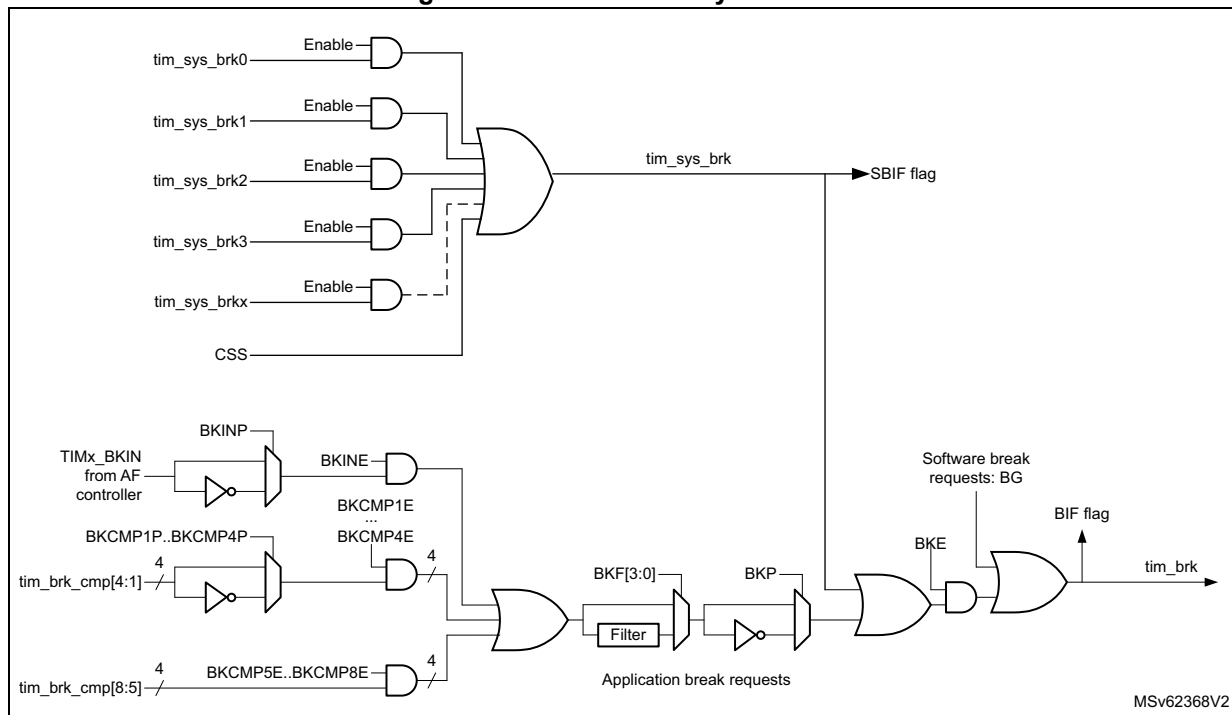 Enable
tim_sys_brk0
Enable
tim_sys_brk1
Enable
tim_sys_brk2
tim_sys_brk
SBIF flag
Enable
tim_sys_brk3
Enable
tim_sys_brkx
CSS
BKINP
TIMx_BKIN
from AF
controller
BKINE
BKCMP1E
...
BKCMP4E
BKCMP1P..BKCMP4P
4
tim_brk_cmp[4:1]
4
Software break
requests: BG
BIF flag
BKE
tim_brk
BKF[3:0]
BKP
Filter
4
tim_brk_cmp[8:5]
BKCMP5E..BKCMP8E
4
Application break requests
MSv62368V2